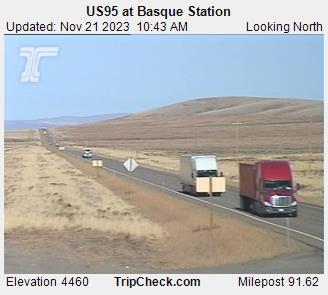 US95 at Basque Station
Updated: Nov 21 2023 10:43 AM Looking North
Elevation 4460 TripCheck.com Milepost 91.62